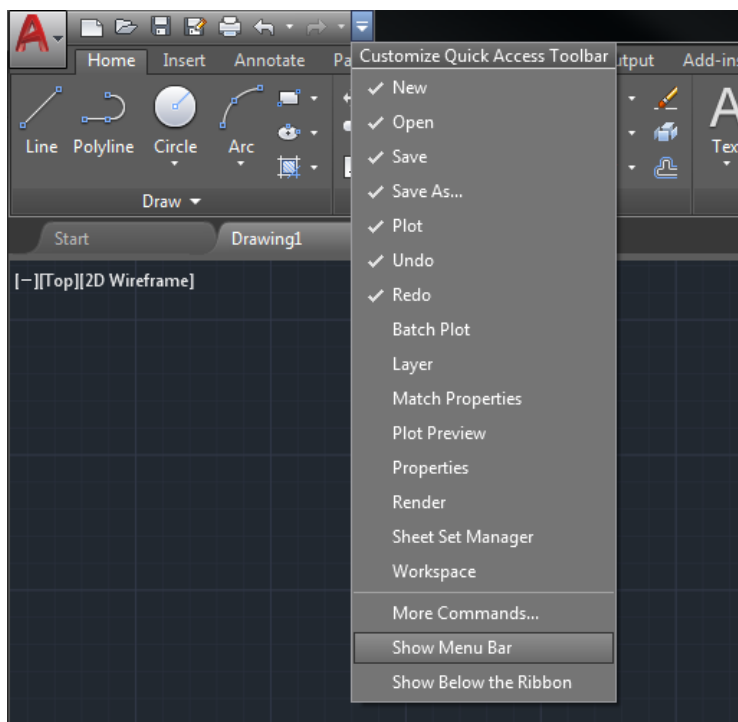 A
Customize Quick Access Toolbar
Home Insert Annotate Add-ins
New
Open
Save
Save As...
Plot
Undo
Redo
Batch Plot
Layer
Match Properties
Plot Preview
Properties
Render
Sheet Set Manager
Workspace
More Commands...
Show Menu Bar
Show Below the Ribbon
Line Polyline Circle Arc
A
Draw
Start Drawing1
[–][Top][2D Wireframe]